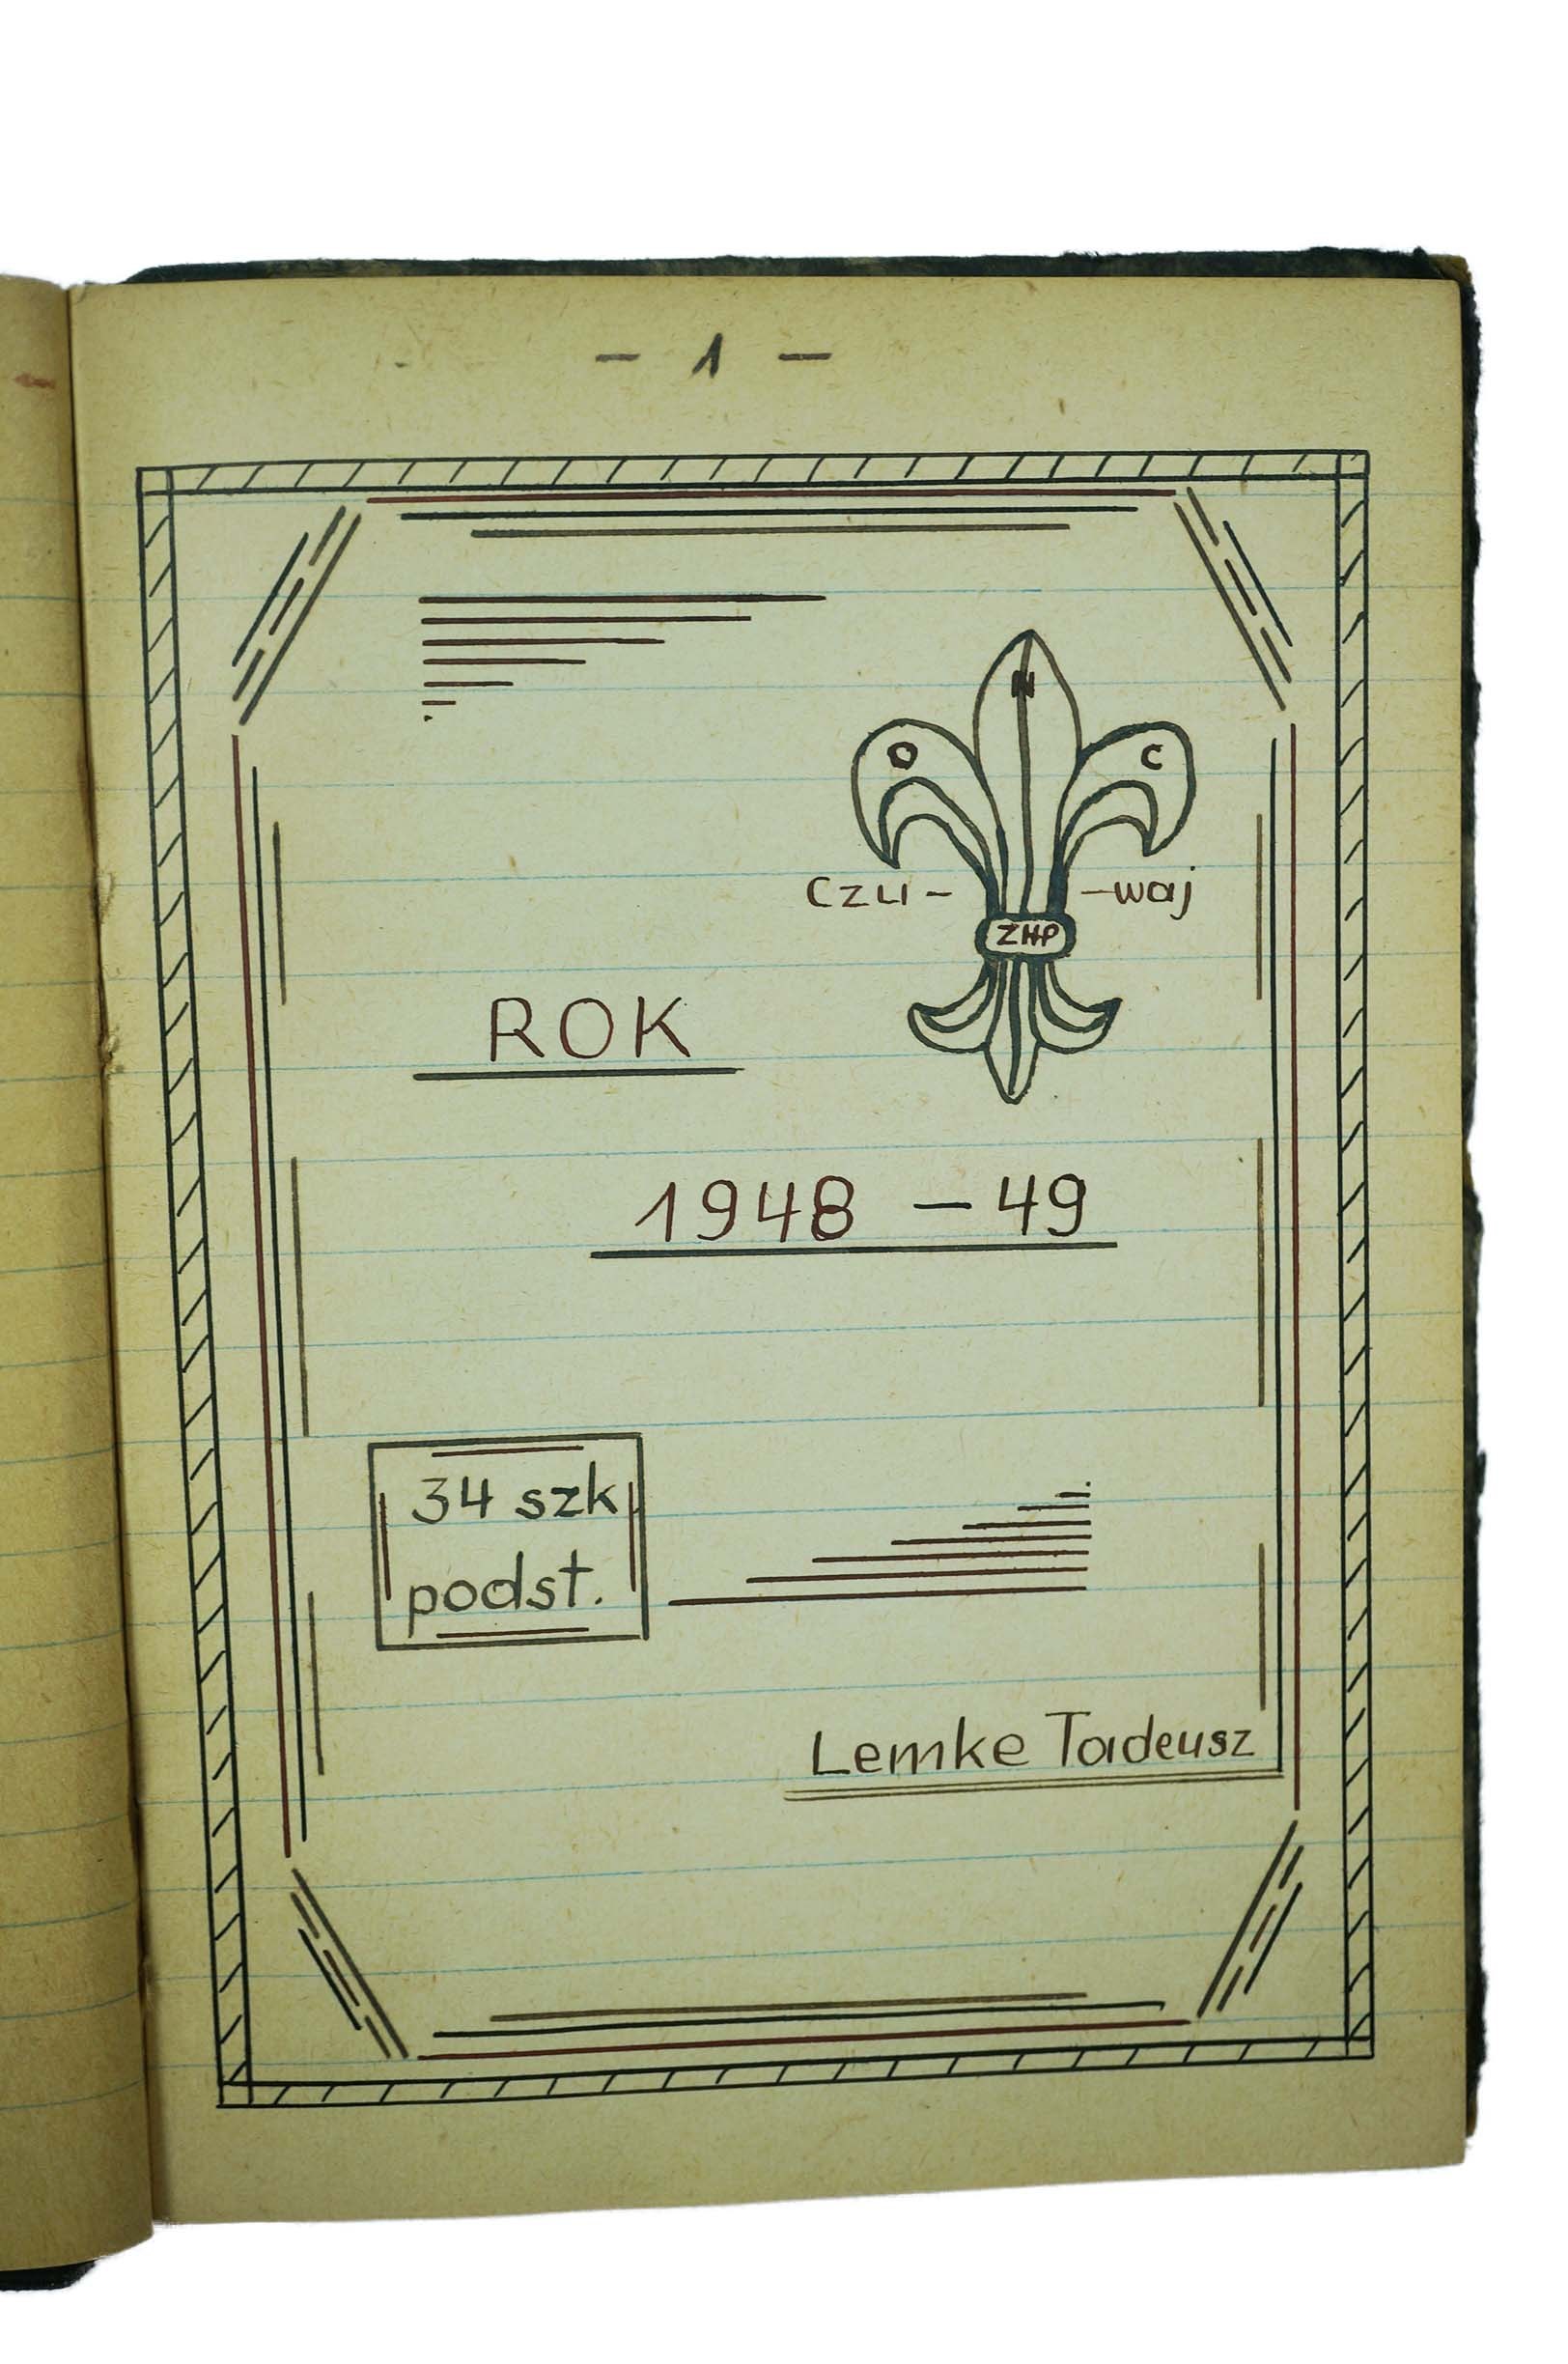 - 1 -
N
O C
Czu- -waj
ZHP
ROK
1948 - 49
34 szk
podst.
Lemke Tadeusz